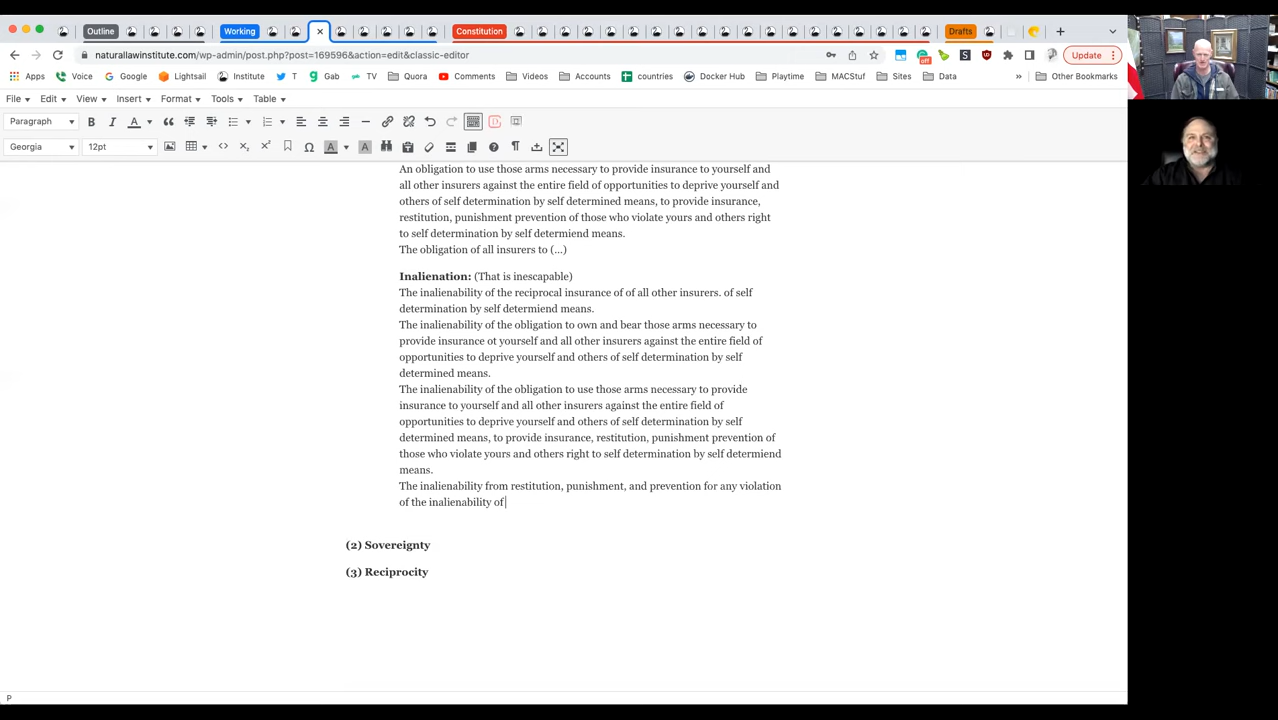 Outline
Working
Constitution
Drafts
naturallawinstitute.com/wp-admin/post.php?post=169596&action=edit&classic-editor
Update
Apps Voice Google Lightsail Institute T Gab TV Quora Comments Videos Accounts countries Docker Hub Playtime MACStuf Sites Data » Other Bookmarks
File Edit View Insert Format Tools Table
Paragraph
Georgia 12pt
An obligation to use those arms necessary to provide insurance to yourself and
all other insurers against the entire field of opportunities to deprive yourself and
others of self determination by self determined means, to provide insurance,
restitution, punishment prevention of those who violate yours and others right
to self determination by self determiend means.
The obligation of all insurers to (...)
Inalienation: (That is inescapable)
The inalienability of the reciprocal insurance of of all other insurers. of self
determination by self determiend means.
The inalienability of the obligation to own and bear those arms necessary to
provide insurance ot yourself and all other insurers against the entire field of
opportunities to deprive yourself and others of self determination by self
determined means.
The inalienability of the obligation to use those arms necessary to provide
insurance to yourself and all other insurers against the entire field of
opportunities to deprive yourself and others of self determination by self
determined means, to provide insurance, restitution, punishment prevention of
those who violate yours and others right to self determination by self determiend
means.
The inalienability from restitution, punishment, and prevention for any violation
of the inalienability of
(2) Sovereignty
(3) Reciprocity
P